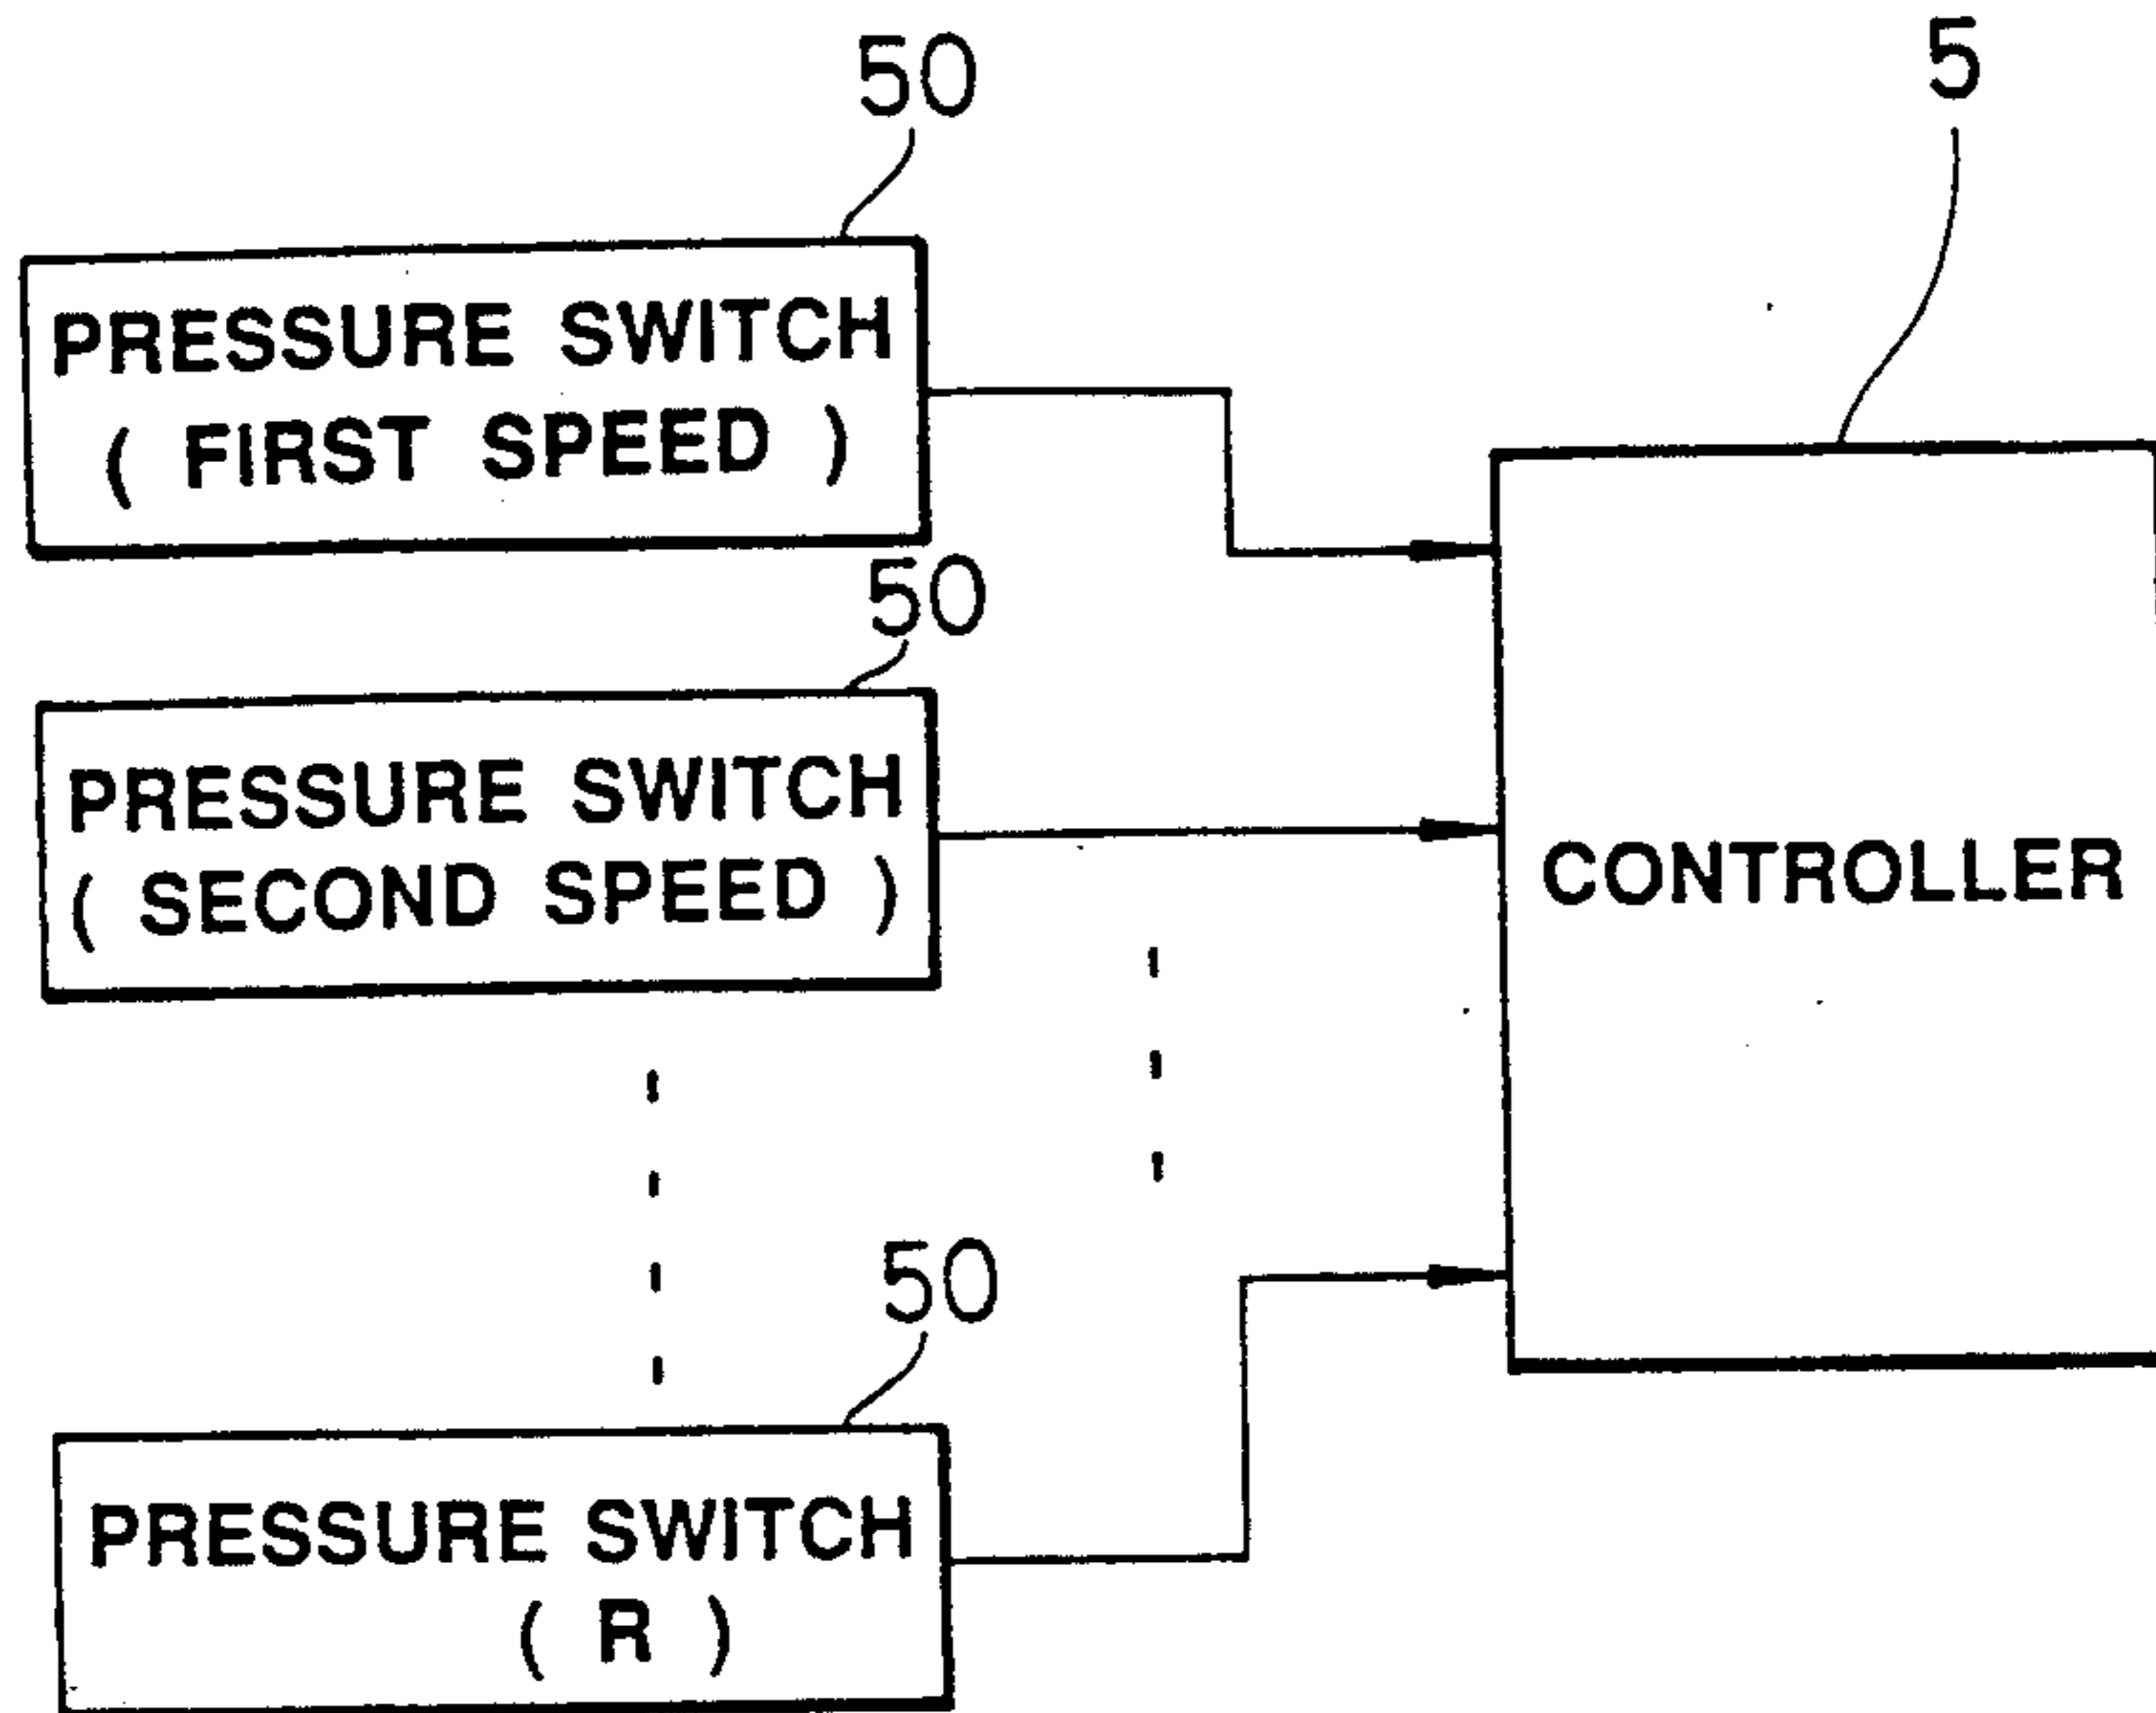 50
5
PRESSURE SWITCH
( FIRST SPEED )
50
PRESSURE SWITCH
( SECOND SPEED )
CONTROLLER
50
PRESSURE SWITCH
( R )